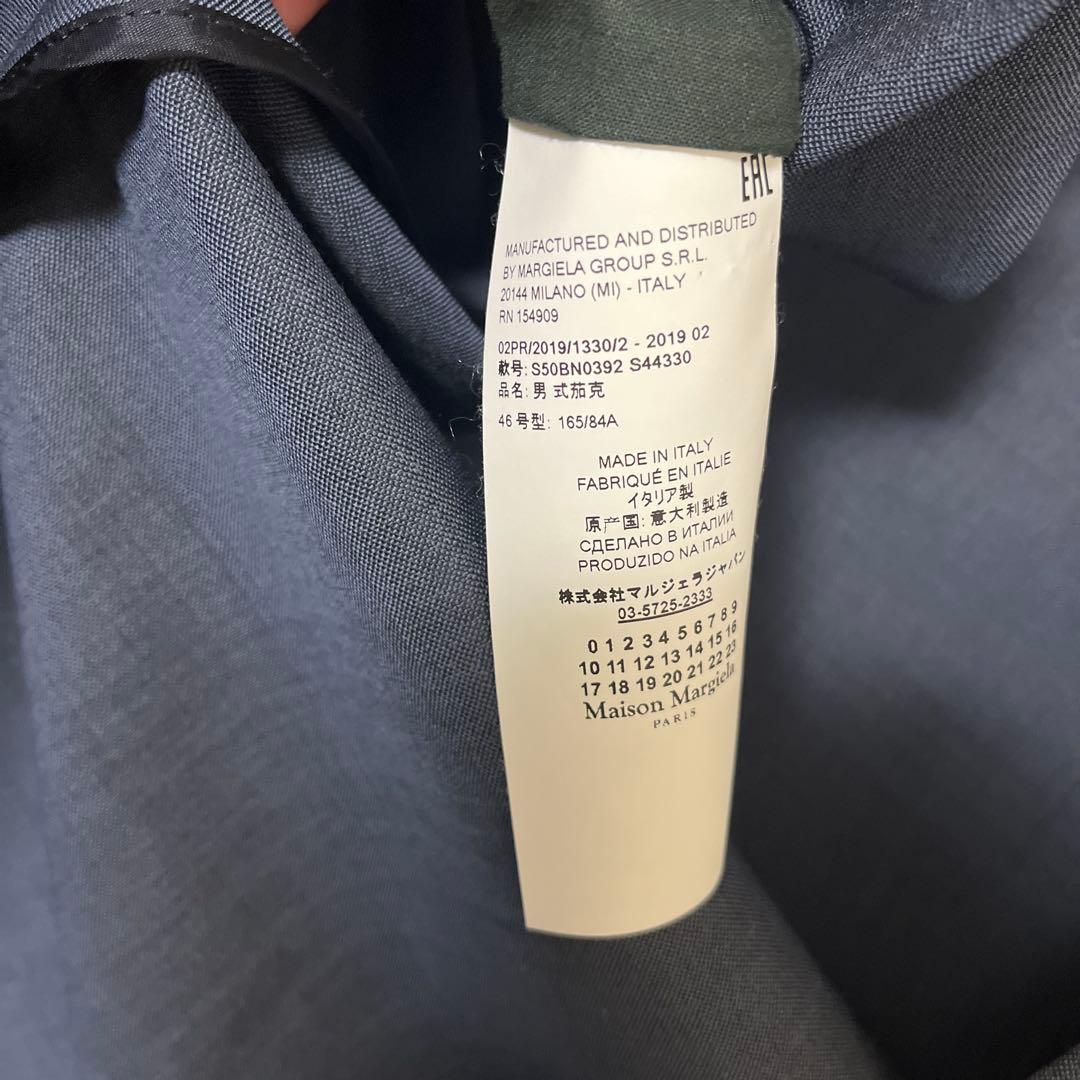 EAC
MANUFACTURED AND DISTRIBUTED
BY MARGIELA GROUP S.R.L.
20144 MILANO (MI) - ITALY
RN 154909
02PR/2019/1330/2 - 2019 02
款号: S50BN0392 S44330
品名: 男式茄克
46 号型: 165/84A
MADE IN ITALY
FABRIQUÉ EN ITALIE
イタリア製
原产国: 意大利製造
СДЕЛАНО В ИТАЛИИ
PRODUZIDO NA ITALIA
株式会社マルジェラジャパン
03-5725-2333
0 1 2 3 4 5 6 7 8 9
10 11 12 13 14 15 16
17 18 19 20 21 22 23
Maison Margiela
PARIS